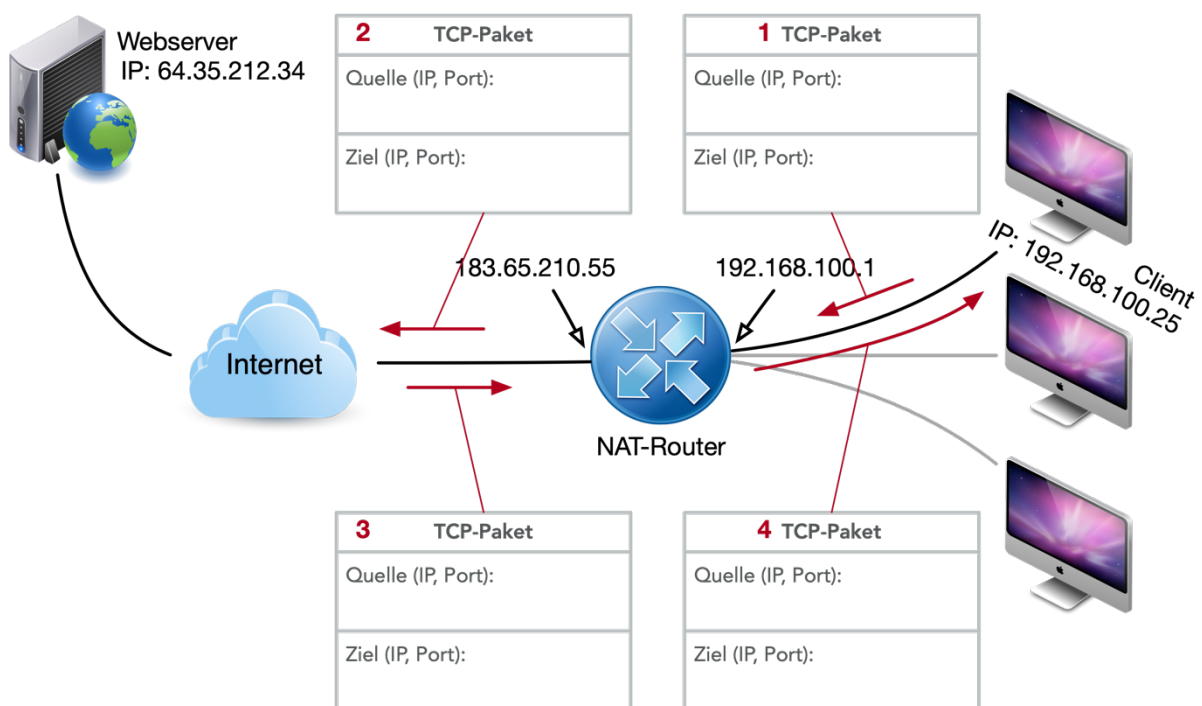 Webserver
IP: 64.35.212.34
2 TCP-Paket
Quelle (IP, Port):
Ziel (IP, Port):
1 TCP-Paket
Quelle (IP, Port):
Ziel (IP, Port):
183.65.210.55
192.168.100.1
Client
IP: 192.168.100.25
Internet
NAT-Router
3 TCP-Paket
Quelle (IP, Port):
Ziel (IP, Port):
4 TCP-Paket
Quelle (IP, Port):
Ziel (IP, Port):